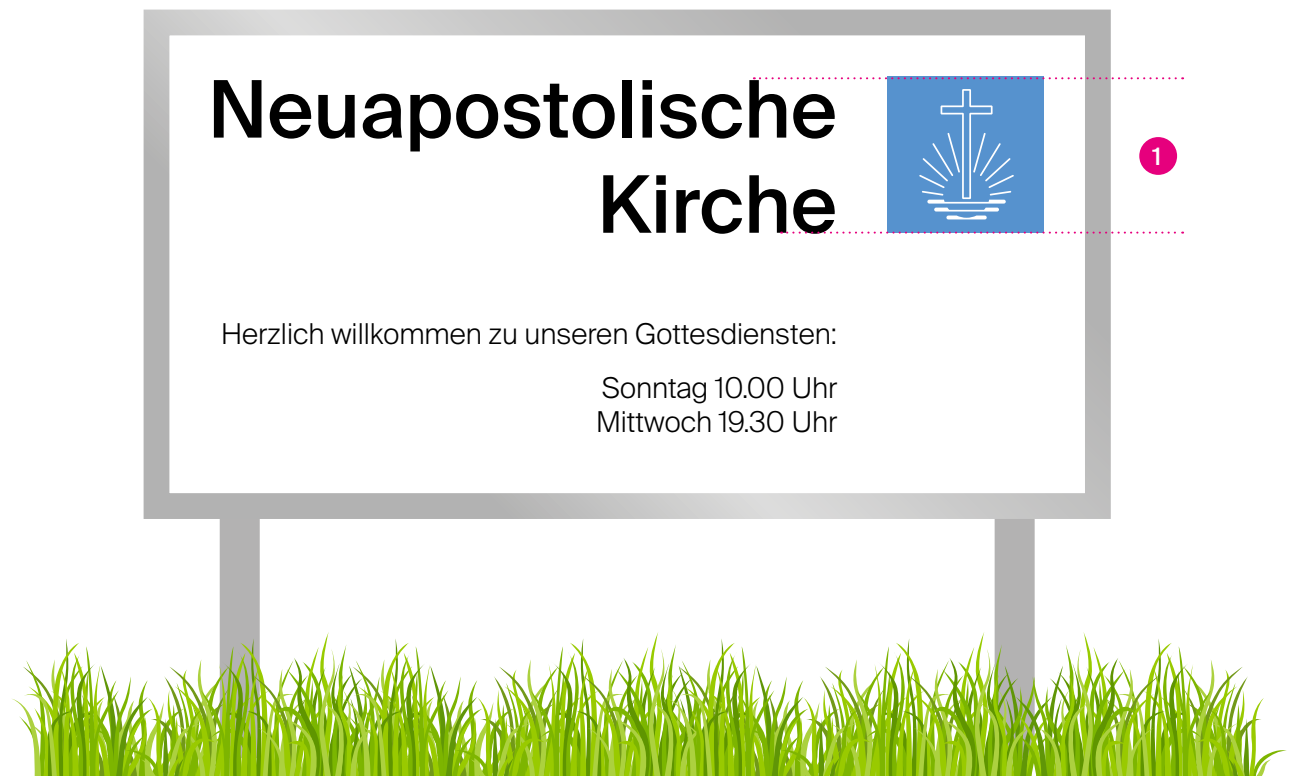 Neuapostolische
Kirche
1
Herzlich willkommen zu unseren Gottesdiensten:
Sonntag 10.00 Uhr
Mittwoch 19.30 Uhr